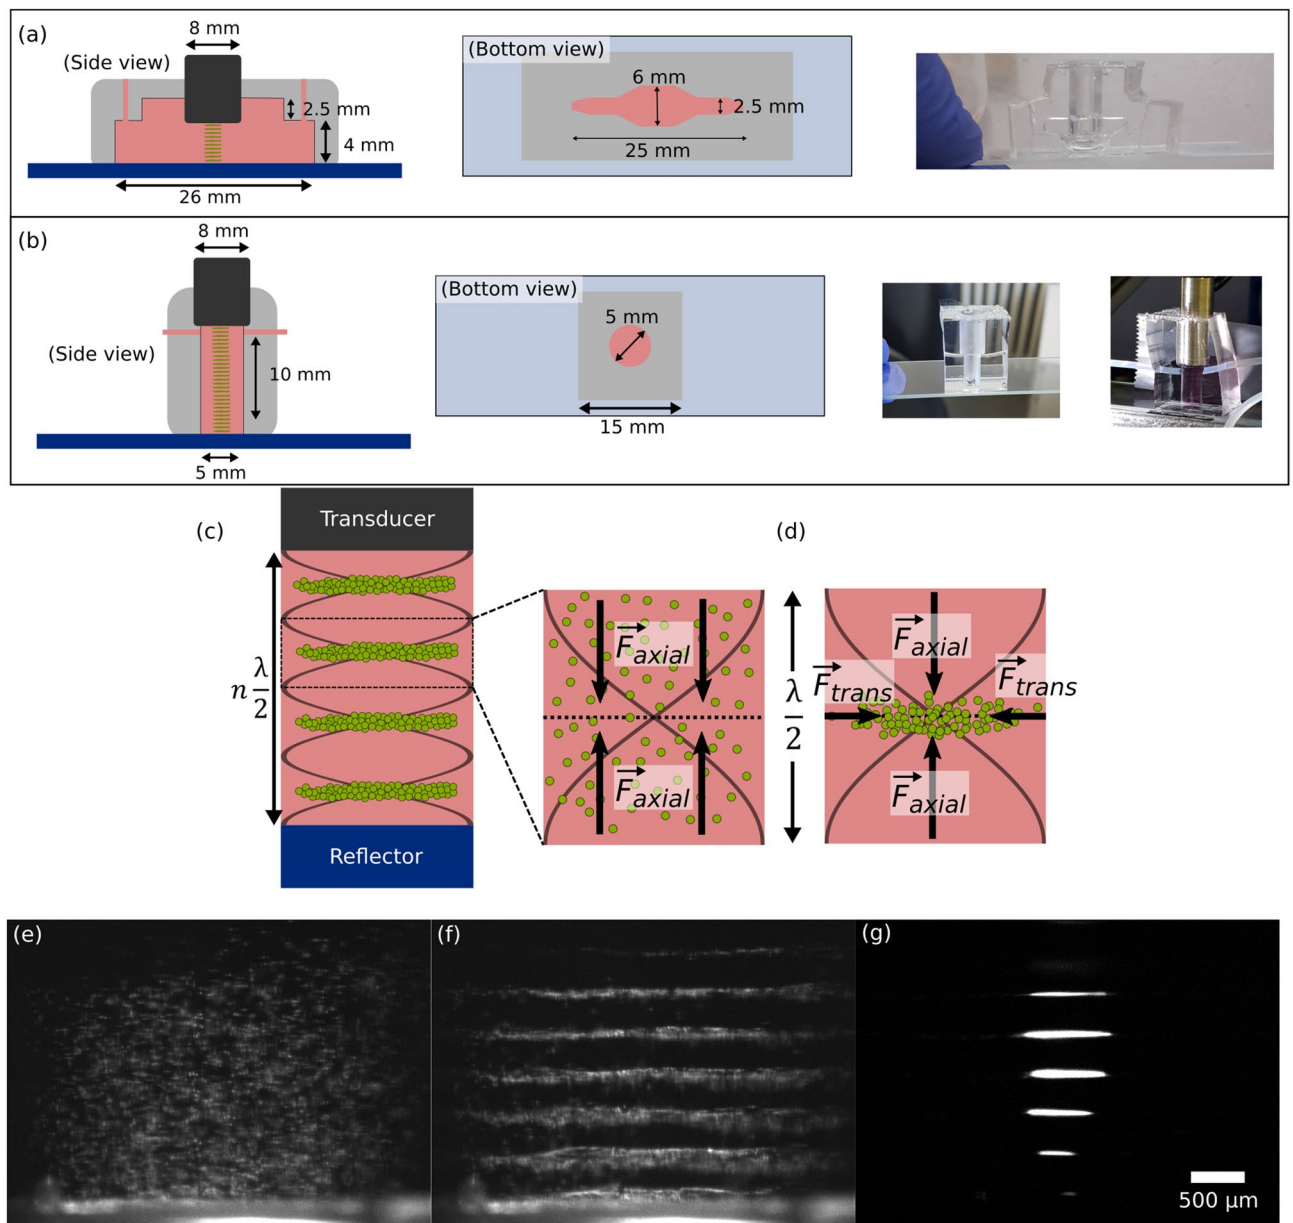 (a)
8 mm
(Side view)
2.5 mm
4 mm
26 mm
(Bottom view)
6 mm
2.5 mm
25 mm
(b)
8 mm
(Side view)
10 mm
5 mm
(Bottom view)
5 mm
15 mm
(c)
Transducer
n λ/2
Reflector
F axial
F axial
λ/2
(d)
F axial
F trans
F trans
F axial
(e)
(f)
(g)
500 μm